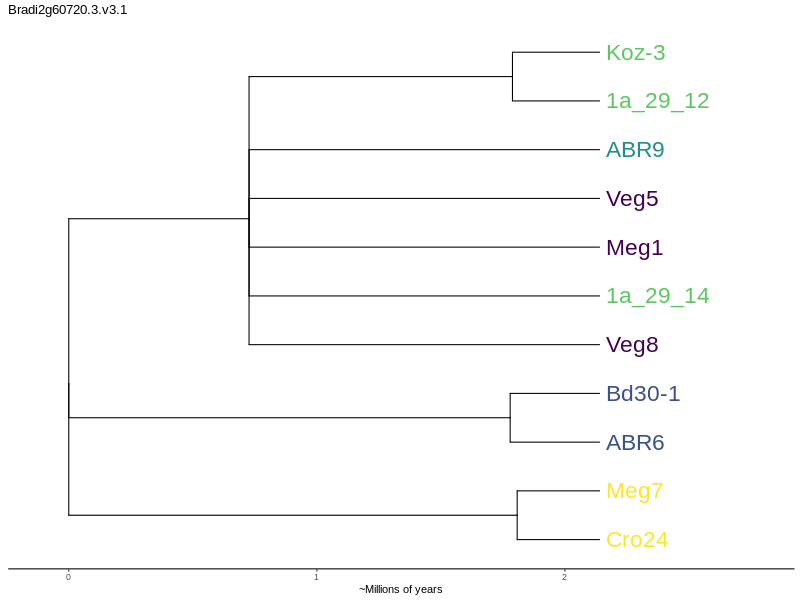 Bradi2g60720.3.v3.1
Koz-3
1a_29_12
ABR9
Veg5
Meg1
1a_29_14
Veg8
Bd30-1
ABR6
Meg7
Cro24
0 1 2
~Millions of years